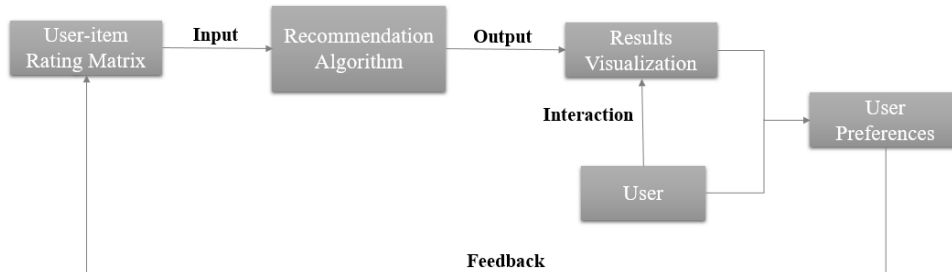 User-item
Rating Matrix
Input
Recommendation
Algorithm
Output
Results
Visualization
Interaction
User
Preferences
User
Feedback